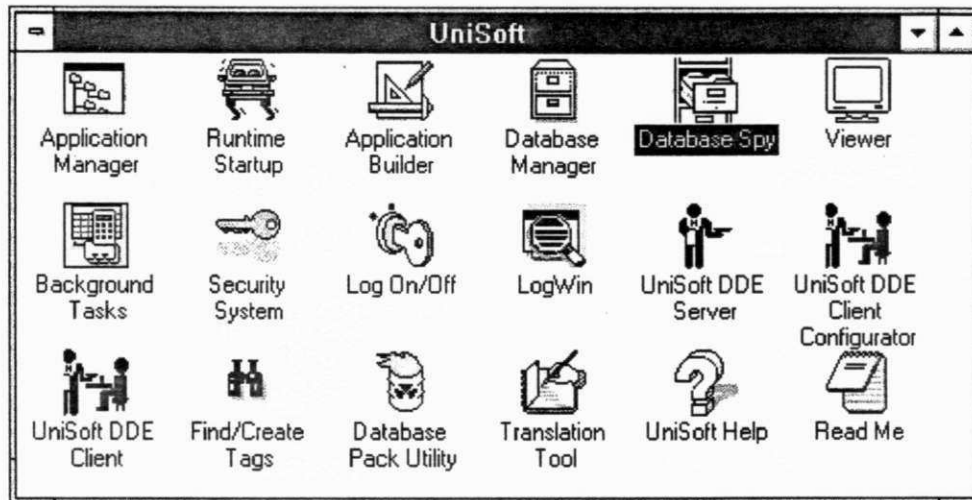 UniSoft
Application
Manager
Runtime
Startup
Application
Builder
Database
Manager
Database Spy
Viewer
Background
Tasks
Security
System
Log On/Off
LogWin
UniSoft DDE
Server
UniSoft DDE
Client
Configurator
UniSoft DDE
Client
Find/Create
Tags
Database
Pack Utility
Translation
Tool
UniSoft Help
Read Me